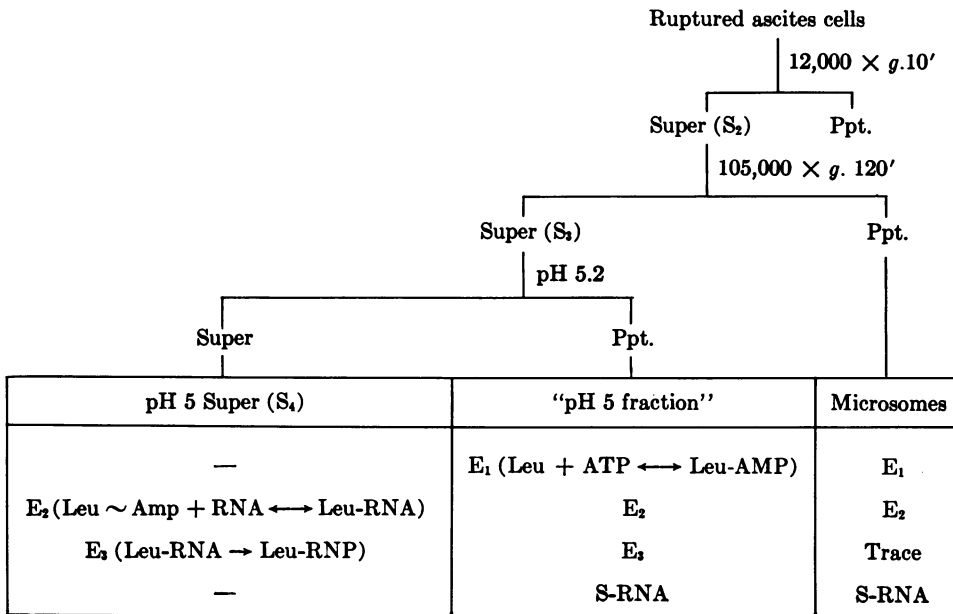 Ruptured ascites cells
12,000 × g.10′
Super (S₂) Ppt.
105,000 × g. 120′
Super (S₃) Ppt.
pH 5.2
Super Ppt.
pH 5 Super (S₄) "pH 5 fraction" Microsomes
— E₁ (Leu + ATP ⟷ Leu-AMP) E₁
E₂ (Leu ∼ Amp + RNA ⟷ Leu-RNA) E₂ E₂
E₃ (Leu-RNA → Leu-RNP) E₃ Trace
— S-RNA S-RNA